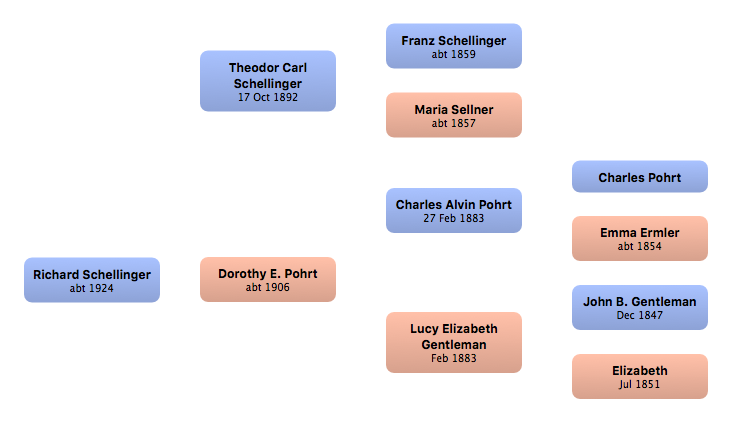 Franz Schellinger
abt 1859
Theodor Carl
Schellinger
17 Oct 1892
Maria Sellner
abt 1857
Charles Pohrt
Charles Alvin Pohrt
27 Feb 1883
Emma Ermler
abt 1854
Richard Schellinger
abt 1924
Dorothy E. Pohrt
abt 1906
John B. Gentleman
Dec 1847
Lucy Elizabeth
Gentleman
Feb 1883
Elizabeth
Jul 1851